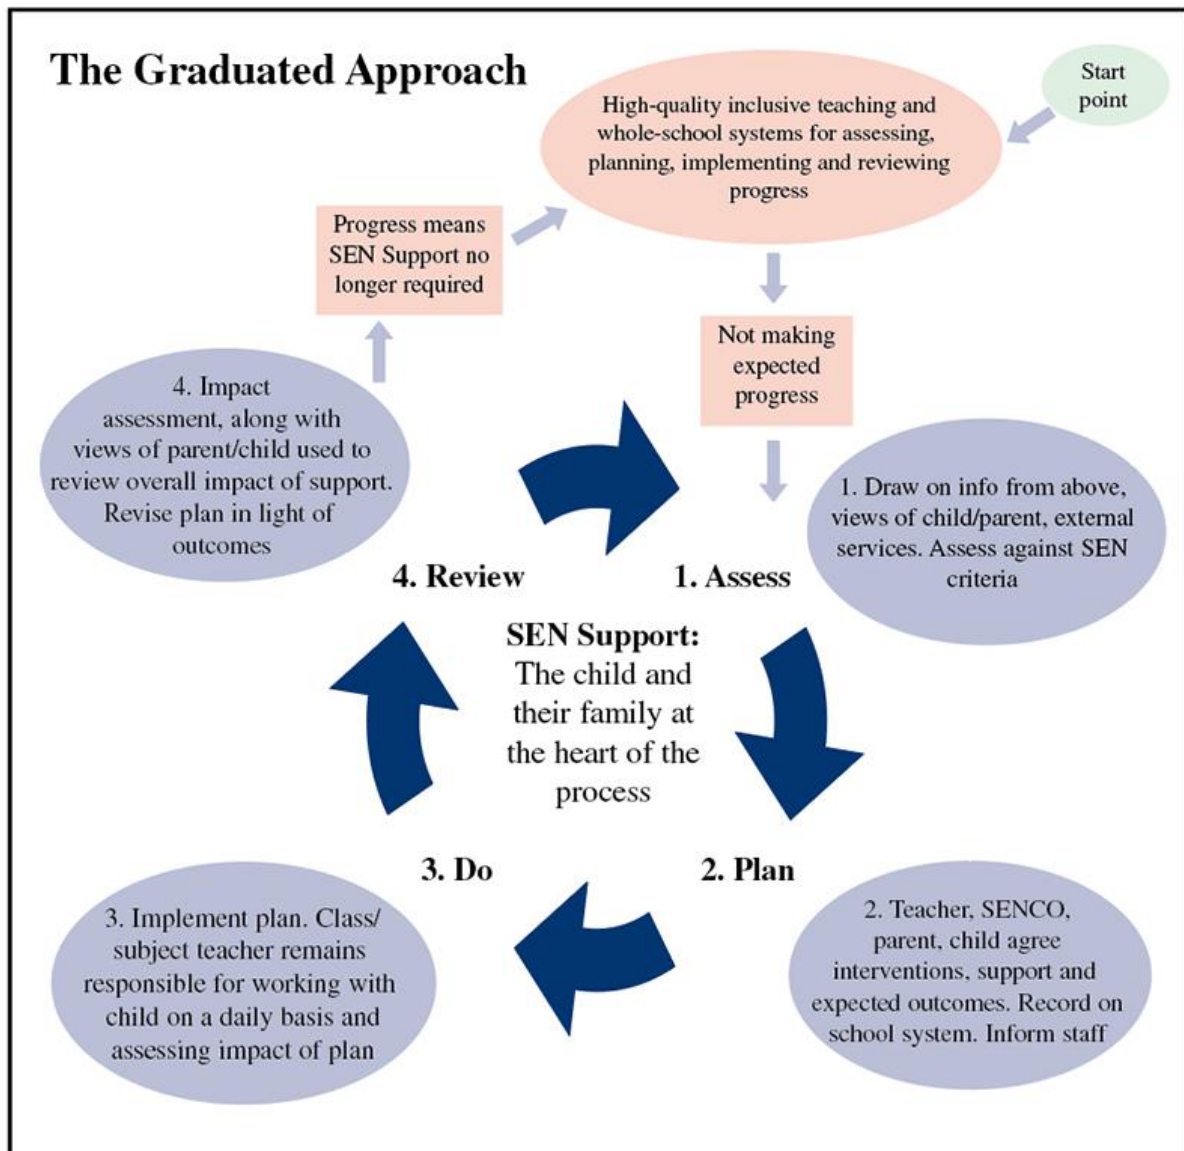 The Graduated Approach
Start
point
High-quality inclusive teaching and
whole-school systems for assessing,
planning, implementing and reviewing
progress
Progress means
SEN Support no
longer required
Not making
expected
progress
4. Impact
assessment, along with
views of parent/child used to
review overall impact of support.
Revise plan in light of
outcomes
1. Draw on info from above,
views of child/parent, external
services. Assess against SEN
criteria
4. Review
1. Assess
SEN Support:
The child and
their family at
the heart of the
process
3. Do
2. Plan
3. Implement plan. Class/
subject teacher remains
responsible for working with
child on a daily basis and
assessing impact of plan
2. Teacher, SENCO,
parent, child agree
interventions, support and
expected outcomes. Record on
school system. Inform staff